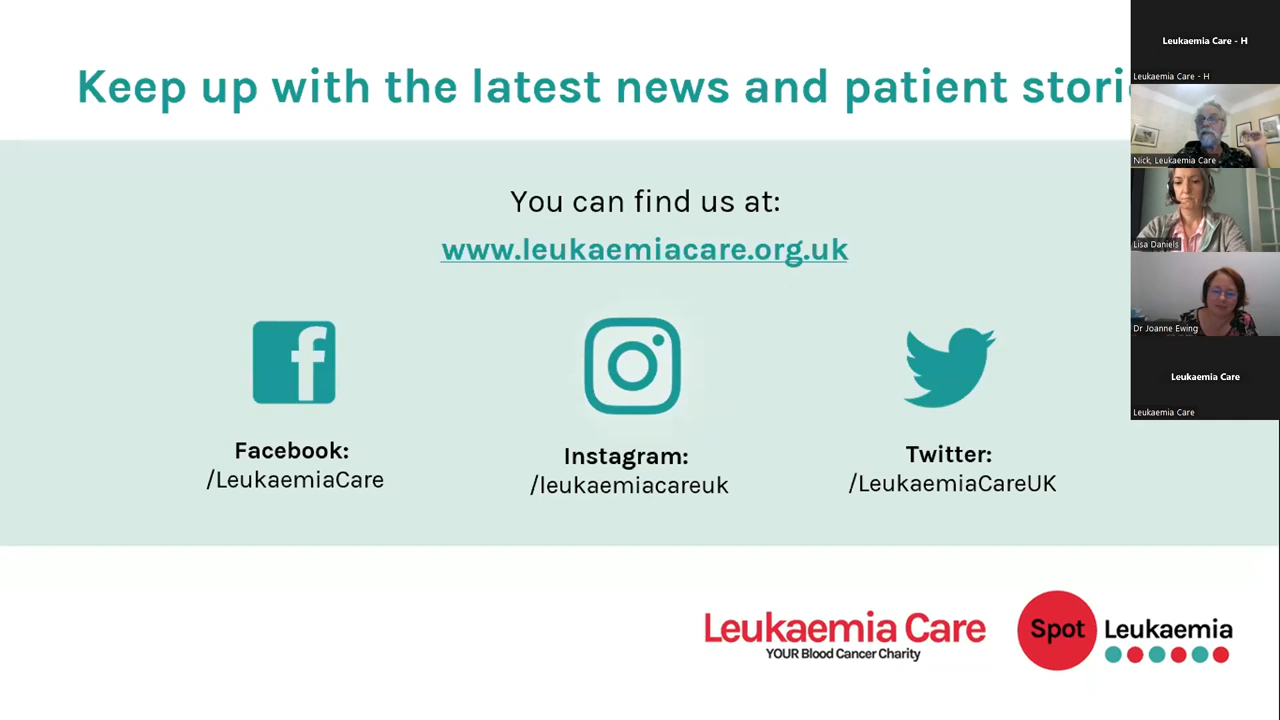 Keep up with the latest news and patient stori
You can find us at:
www.leukaemiacare.org.uk
Facebook:
/LeukaemiaCare
Instagram:
/leukaemiacareuk
Twitter:
/LeukaemiaCareUK
Leukaemia Care
YOUR Blood Cancer Charity
Spot Leukaemia
Leukaemia Care - H
Leukaemia Care - H
Nick, Leukaemia Care
Lisa Daniels
Dr Joanne Ewing
Leukaemia Care
Leukaemia Care